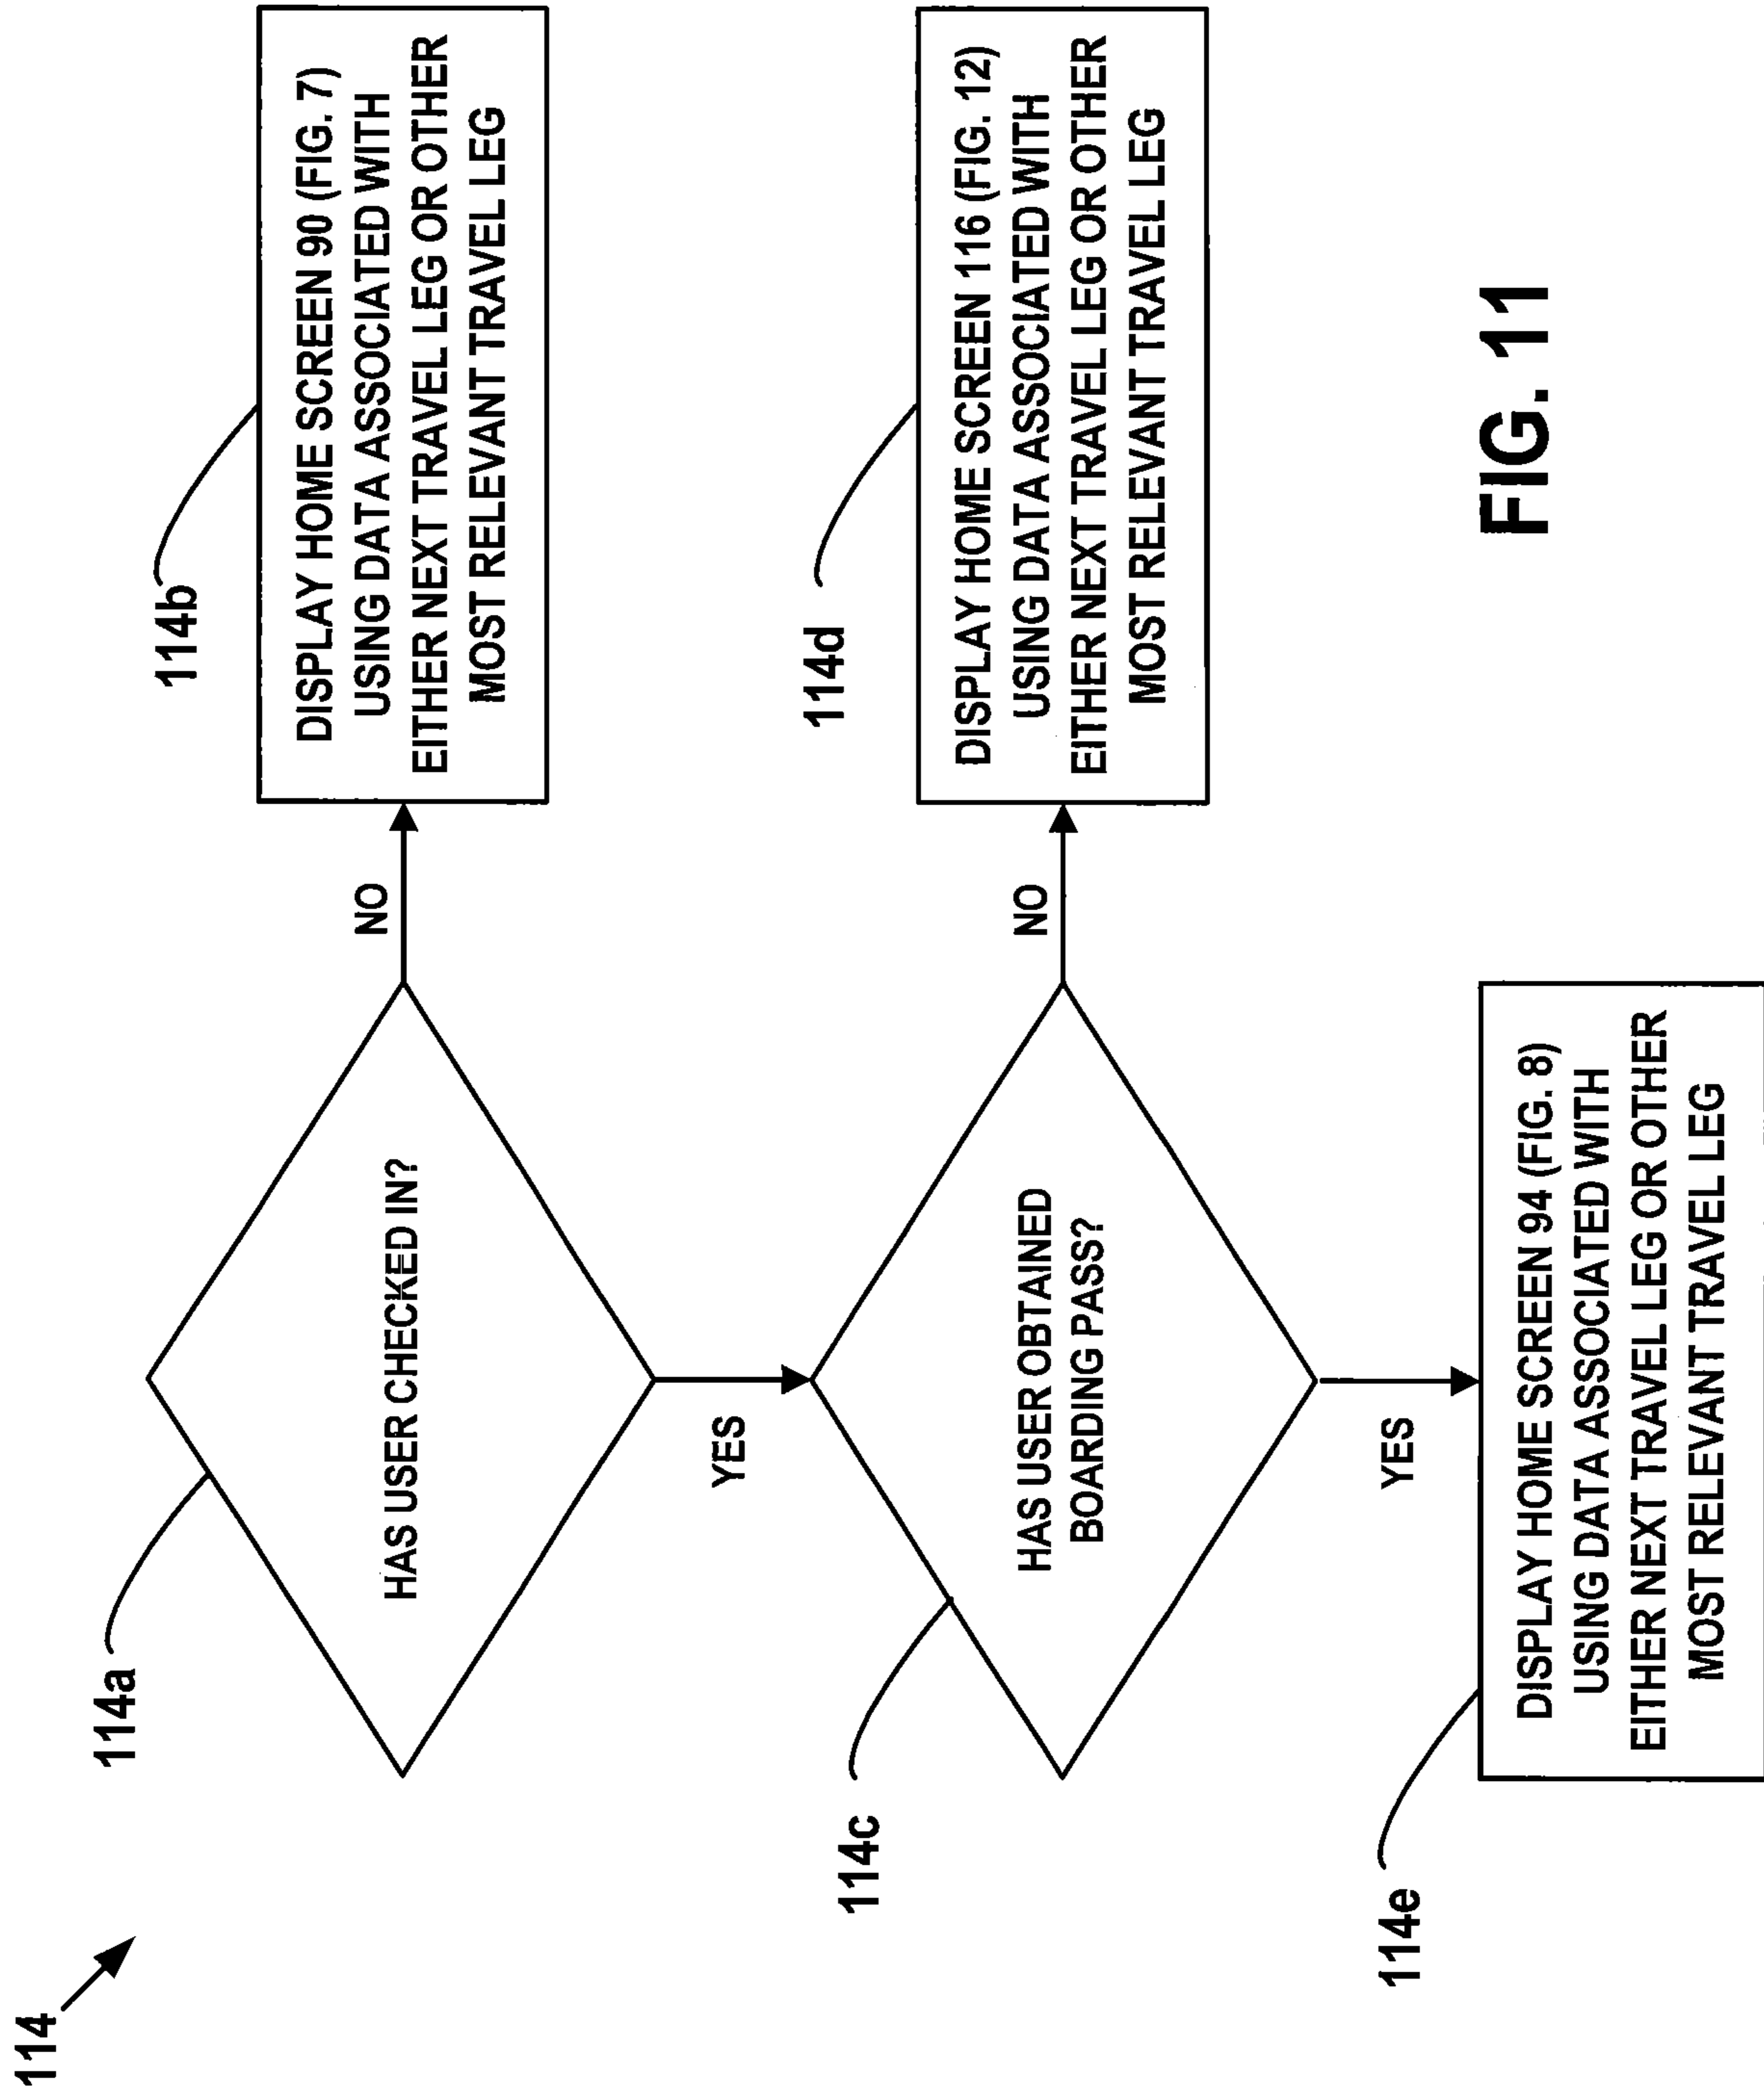 114
114a
HAS USER CHECKED IN?
NO
114b
DISPLAY HOME SCREEN 90 (FIG. 7)
USING DATA ASSOCIATED WITH
EITHER NEXT TRAVEL LEG OR OTHER
MOST RELEVANT TRAVEL LEG
YES
114c
HAS USER OBTAINED
BOARDING PASS?
NO
114d
DISPLAY HOME SCREEN 116 (FIG. 12)
USING DATA ASSOCIATED WITH
EITHER NEXT TRAVEL LEG OR OTHER
MOST RELEVANT TRAVEL LEG
YES
114e
DISPLAY HOME SCREEN 94 (FIG. 8)
USING DATA ASSOCIATED WITH
EITHER NEXT TRAVEL LEG OR OTHER
MOST RELEVANT TRAVEL LEG
FIG. 11